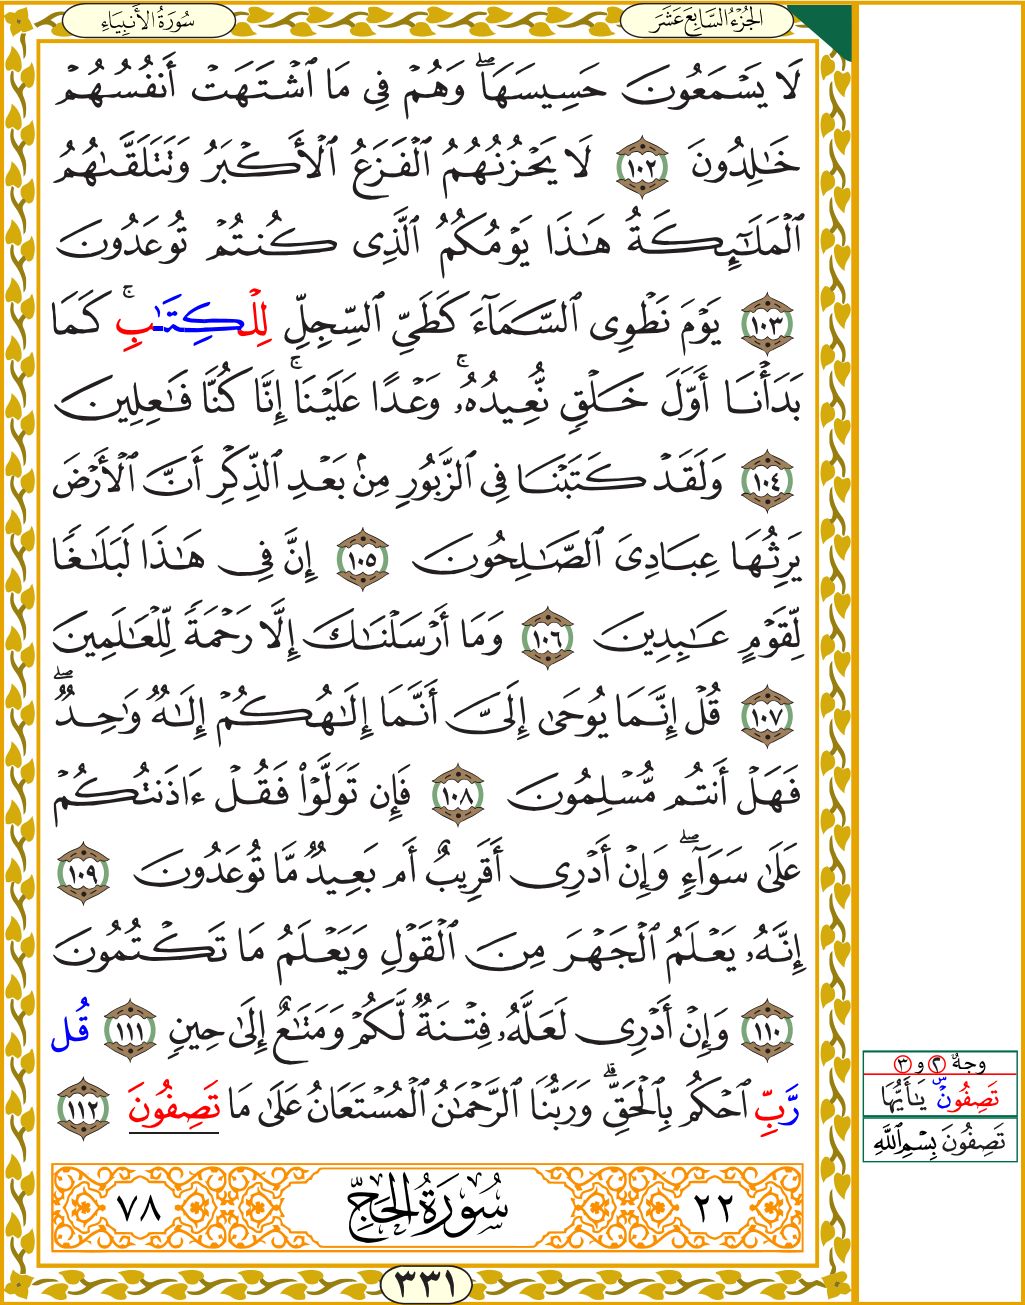 الجُزْءُ السَّابِعَ عَشَرَ
سُورَةُ الأَنبِيَاءِ
لَا يَسْمَعُونَ حَسِيسَهَا ۖ وَهُمْ فِي مَا ٱشْتَهَتْ أَنفُسُهُمْ
خَـٰلِدُونَ ١٠٢ لَا يَحْزُنُهُمُ ٱلْفَزَعُ ٱلْأَكْبَرُ وَتَتَلَقَّىٰهُمُ
ٱلْمَلَـٰٓئِكَةُ هَـٰذَا يَوْمُكُمُ ٱلَّذِى كُنتُمْ تُوعَدُونَ
١٠٣ يَوْمَ نَطْوِى ٱلسَّمَآءَ كَطَيِّ ٱلسِّجِلِّ لِلْكِتَـٰبِ ۚ كَمَا
بَدَأْنَـا أَوَّلَ خَلْقٍ نُّعِيدُهُۥ ۚ وَعْدًا عَلَيْنَا ۚ إِنَّا كُنَّا فَـٰعِلِينَ
١٠٤ وَلَقَدْ كَتَبْنَـا فِي ٱلزَّبُورِ مِنۢ بَعْدِ ٱلذِّكْرِ أَنَّ ٱلْأَرْضَ
يَرِثُهَا عِبَادِىَ ٱلصَّـٰلِحُونَ ١٠٥ إِنَّ فِي هَـٰذَا لَبَلَـٰغًا
لِّقَوْمٍ عَـٰبِدِينَ ١٠٦ وَمَا أَرْسَلْنَـٰكَ إِلَّا رَحْمَةً لِّلْعَـٰلَمِينَ
١٠٧ قُلْ إِنَّمَا يُوحَىٰ إِلَىَّ أَنَّمَا إِلَـٰهُكُمْ إِلَـٰهٌ وَٰحِدٌ ۖ
فَهَلْ أَنتُم مُّسْلِمُونَ ١٠٨ فَإِن تَوَلَّوْا۟ فَقُلْ ءَاذَنتُكُمْ
عَلَىٰ سَوَآءٍ ۖ وَإِنْ أَدْرِى أَقَرِيبٌ أَم بَعِيدٌ مَّا تُوعَدُونَ ١٠٩
إِنَّهُۥ يَعْلَمُ ٱلْجَهْرَ مِنَ ٱلْقَوْلِ وَيَعْلَمُ مَا تَكْتُمُونَ
١١٠ وَإِنْ أَدْرِى لَعَلَّهُۥ فِتْنَةٌ لَّكُمْ وَمَتَـٰعٌ إِلَىٰ حِينٍ ١١١ قُل
رَّبِّ ٱحْكُم بِٱلْحَقِّ ۗ وَرَبُّنَا ٱلرَّحْمَـٰنُ ٱلْمُسْتَعَانُ عَلَىٰ مَا تَصِفُونَ ١١٢
٢٢ سُورَةُ الحَجِّ ٧٨
٣٣١
وجهٌ ٢ و ٣
تَصِفُونَۜ يَـٰأَيُّهَا
تَصِفُونَ بِسْمِ ٱللَّهِ